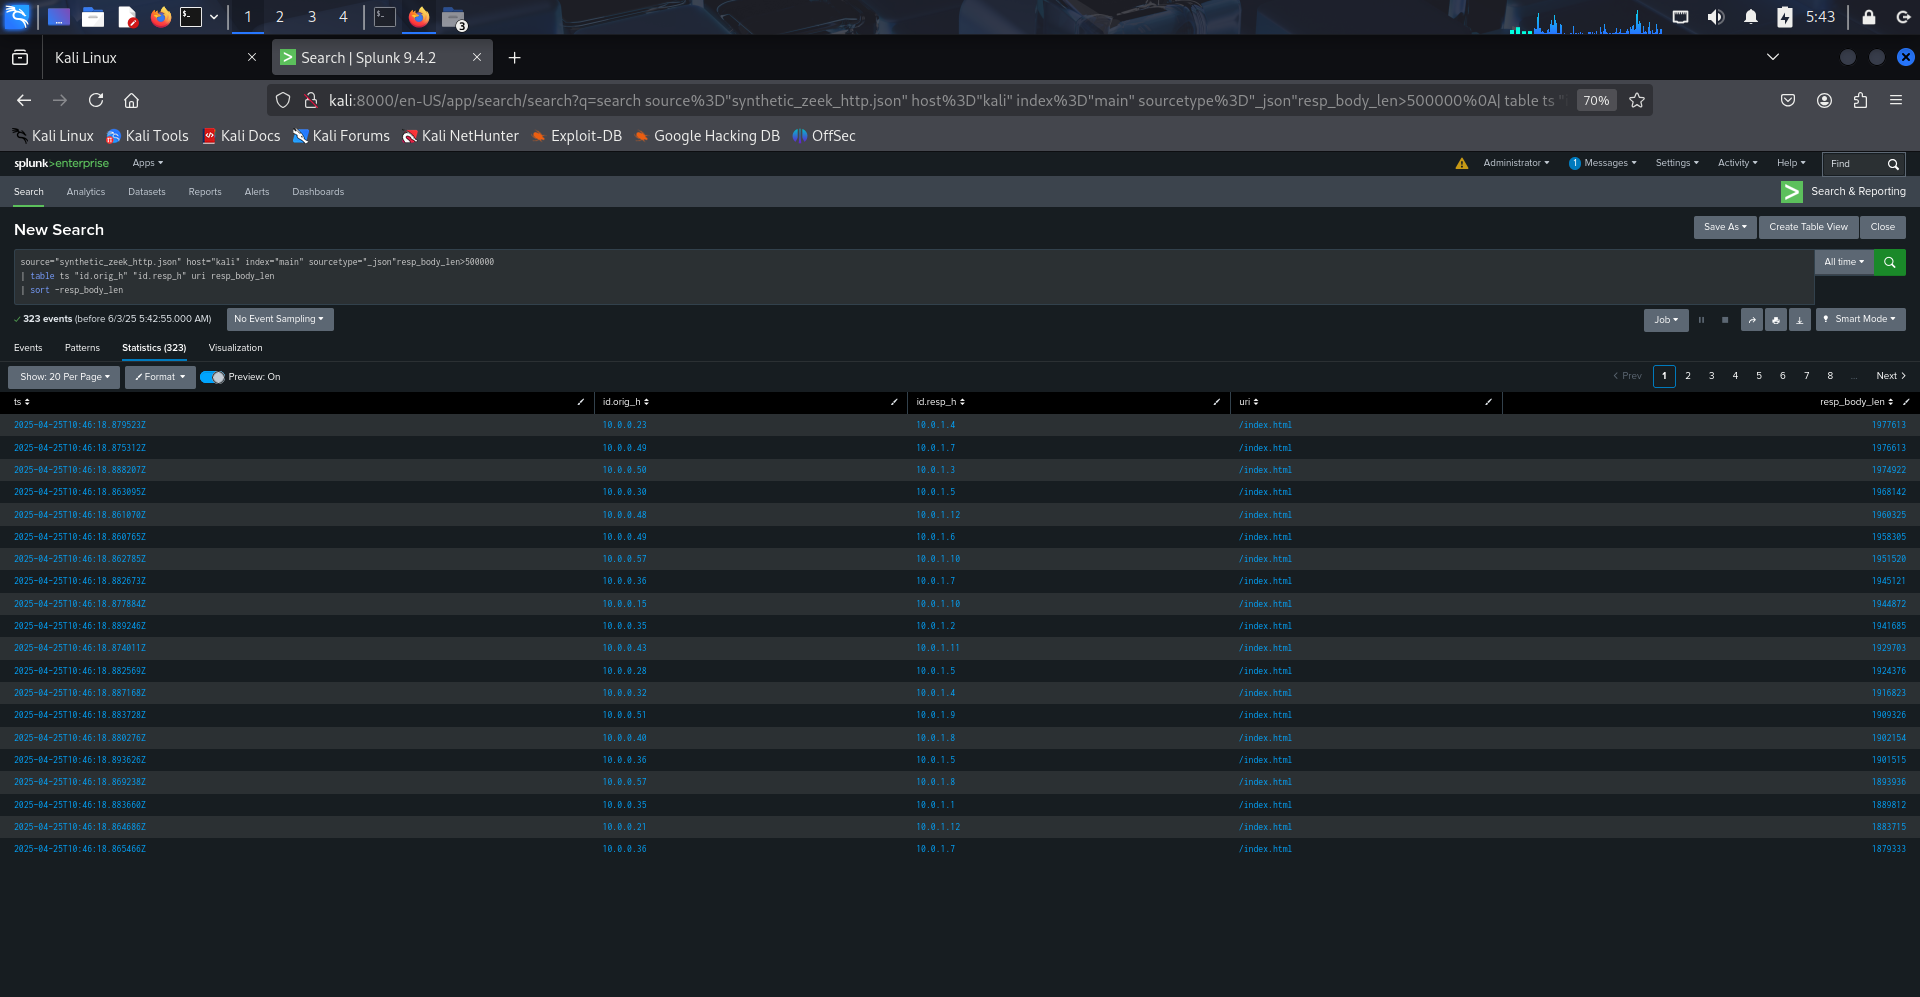 1 2 3 4 3 5:43
Kali Linux Search | Splunk 9.4.2
kali:8000/en-US/app/search/search?q=search source%3D"synthetic_zeek_http.json" host%3D"kali" index%3D"main" sourcetype%3D"_json"resp_body_len>500000%0A| table ts " 70%
Kali Linux Kali Tools Kali Docs Kali Forums Kali NetHunter Exploit-DB Google Hacking DB OffSec
splunk>enterprise Apps Administrator 1 Messages Settings Activity Help Find
Search Analytics Datasets Reports Alerts Dashboards Search & Reporting
New Search Save As Create Table View Close
source="synthetic_zeek_http.json" host="kali" index="main" sourcetype="_json"resp_body_len>500000 All time
| table ts "id.orig_h" "id.resp_h" uri resp_body_len
| sort -resp_body_len
✓ 323 events (before 6/3/25 5:42:55.000 AM) No Event Sampling Job Smart Mode
Events Patterns Statistics (323) Visualization
Show: 20 Per Page Format Preview: On < Prev 1 2 3 4 5 6 7 8 ... Next >
ts id.orig_h id.resp_h uri resp_body_len
2025-04-25T10:46:18.879523Z 10.0.0.23 10.0.1.4 /index.html 1977613
2025-04-25T10:46:18.875312Z 10.0.0.49 10.0.1.7 /index.html 1976613
2025-04-25T10:46:18.888207Z 10.0.0.50 10.0.1.3 /index.html 1974922
2025-04-25T10:46:18.863095Z 10.0.0.30 10.0.1.5 /index.html 1968142
2025-04-25T10:46:18.861070Z 10.0.0.48 10.0.1.12 /index.html 1960325
2025-04-25T10:46:18.860765Z 10.0.0.49 10.0.1.6 /index.html 1958305
2025-04-25T10:46:18.862785Z 10.0.0.57 10.0.1.10 /index.html 1951520
2025-04-25T10:46:18.882673Z 10.0.0.36 10.0.1.7 /index.html 1945121
2025-04-25T10:46:18.877884Z 10.0.0.15 10.0.1.10 /index.html 1944872
2025-04-25T10:46:18.889246Z 10.0.0.35 10.0.1.2 /index.html 1941685
2025-04-25T10:46:18.874011Z 10.0.0.43 10.0.1.11 /index.html 1929703
2025-04-25T10:46:18.882569Z 10.0.0.28 10.0.1.5 /index.html 1924376
2025-04-25T10:46:18.887168Z 10.0.0.32 10.0.1.4 /index.html 1916823
2025-04-25T10:46:18.883728Z 10.0.0.51 10.0.1.9 /index.html 1909326
2025-04-25T10:46:18.880276Z 10.0.0.40 10.0.1.8 /index.html 1902154
2025-04-25T10:46:18.893626Z 10.0.0.36 10.0.1.5 /index.html 1901515
2025-04-25T10:46:18.869238Z 10.0.0.57 10.0.1.8 /index.html 1893936
2025-04-25T10:46:18.883660Z 10.0.0.35 10.0.1.1 /index.html 1889812
2025-04-25T10:46:18.864686Z 10.0.0.21 10.0.1.12 /index.html 1883715
2025-04-25T10:46:18.865466Z 10.0.0.36 10.0.1.7 /index.html 1879333